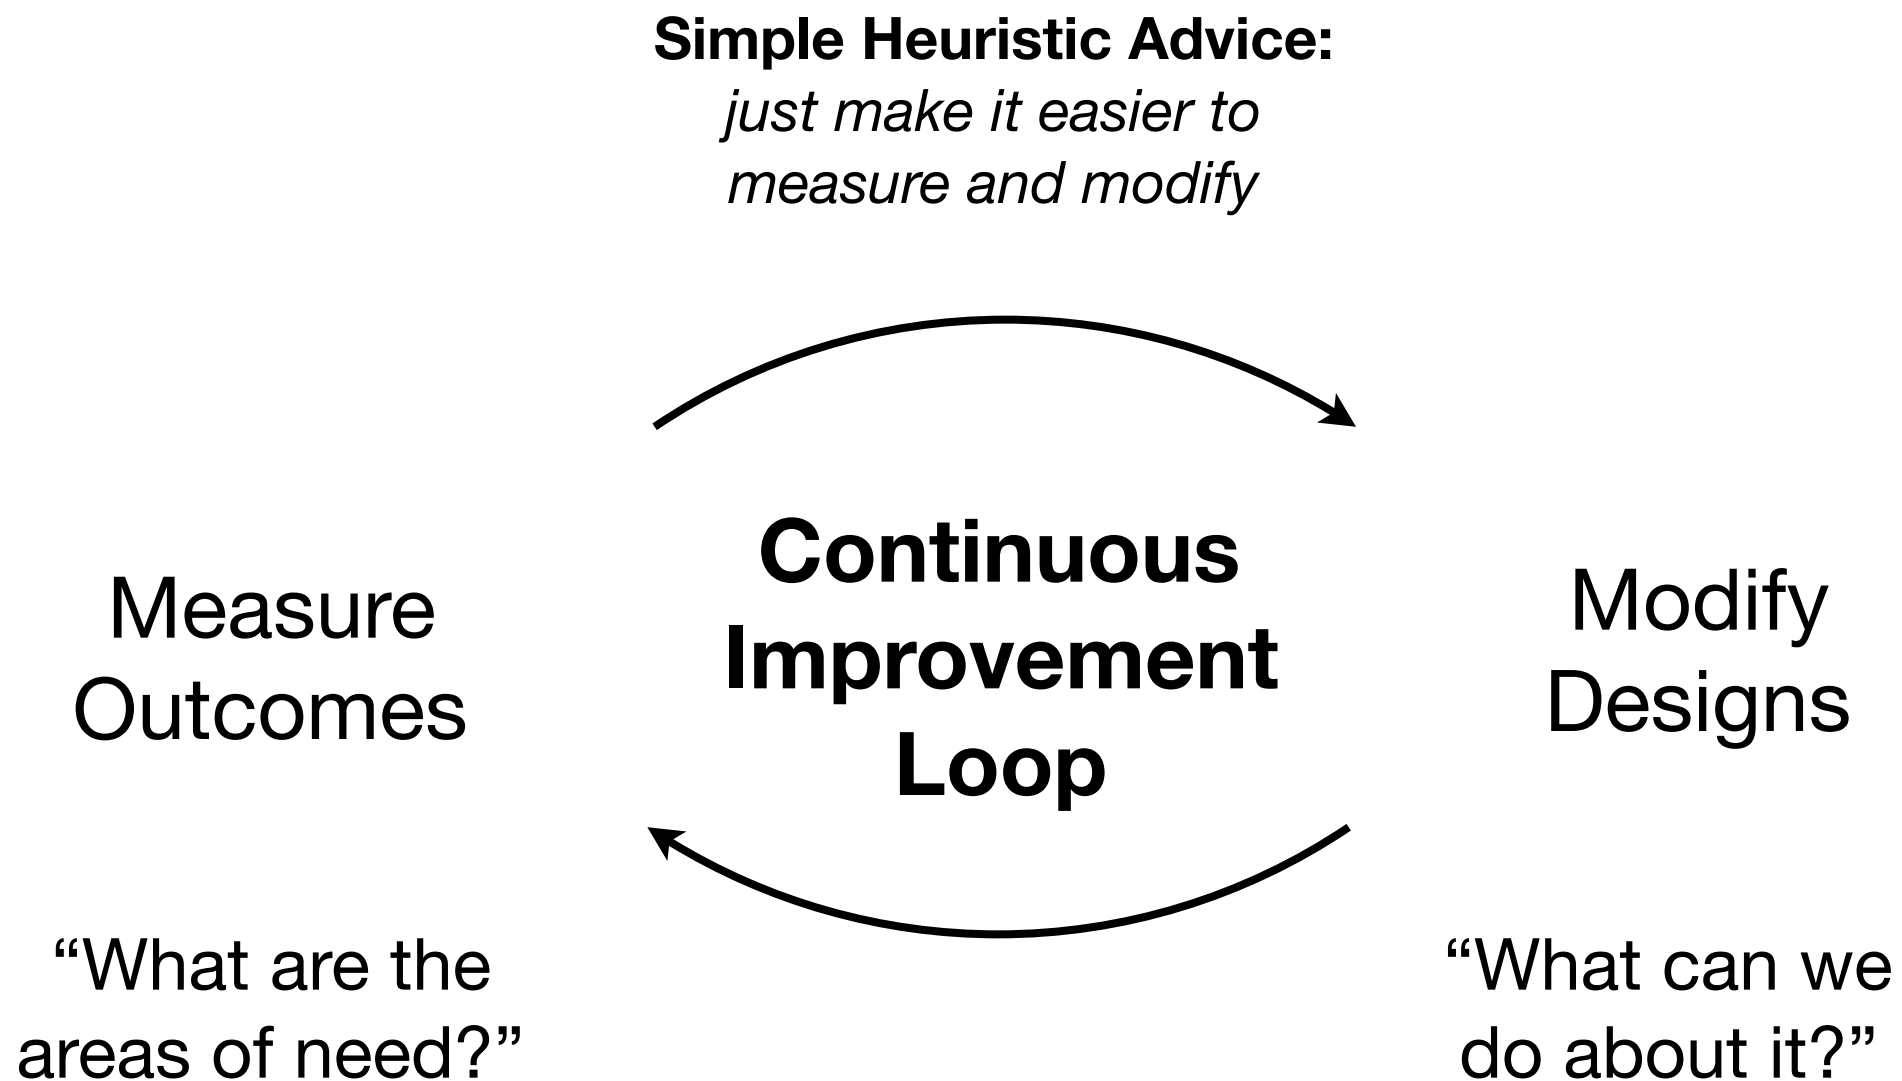 Simple Heuristic Advice:
just make it easier to
measure and modify
Continuous
Improvement
Loop
Measure
Outcomes
Modify
Designs
“What are the
areas of need?”
“What can we
do about it?”